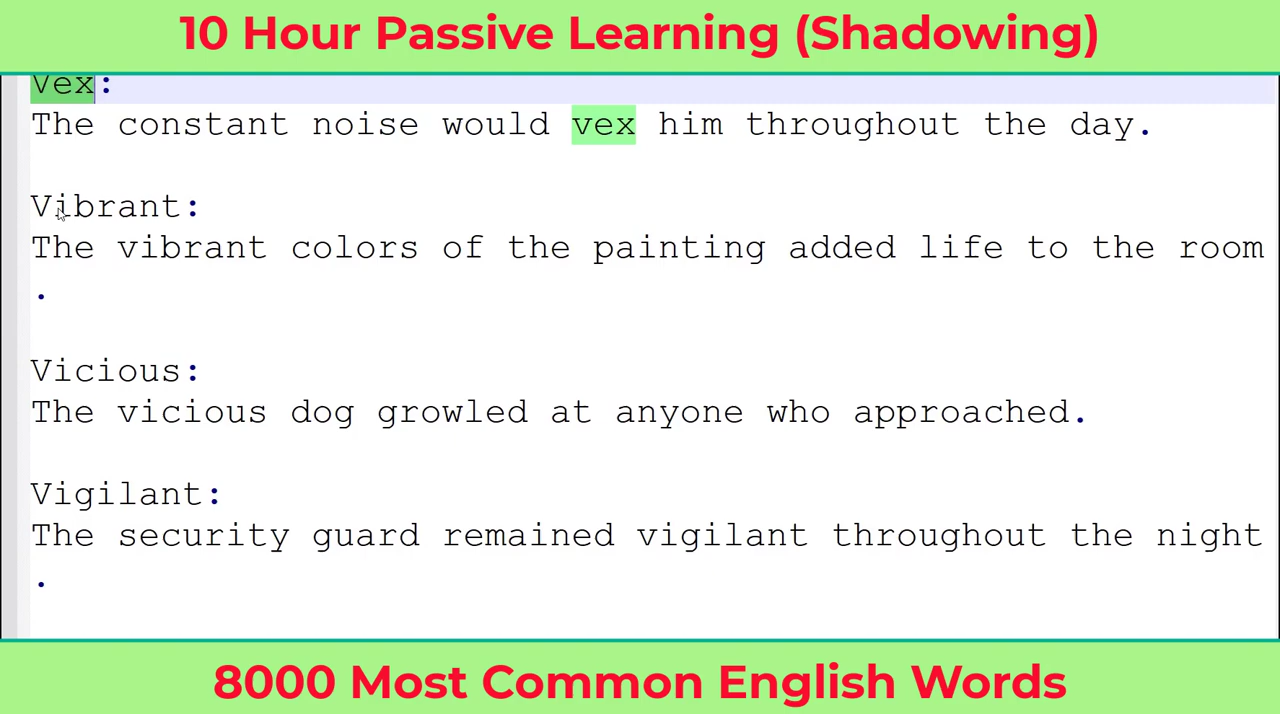 10 Hour Passive Learning (Shadowing)
Vex:
The constant noise would vex him throughout the day.
Vibrant:
The vibrant colors of the painting added life to the room
.
Vicious:
The vicious dog growled at anyone who approached.
Vigilant:
The security guard remained vigilant throughout the night
.
8000 Most Common English Words